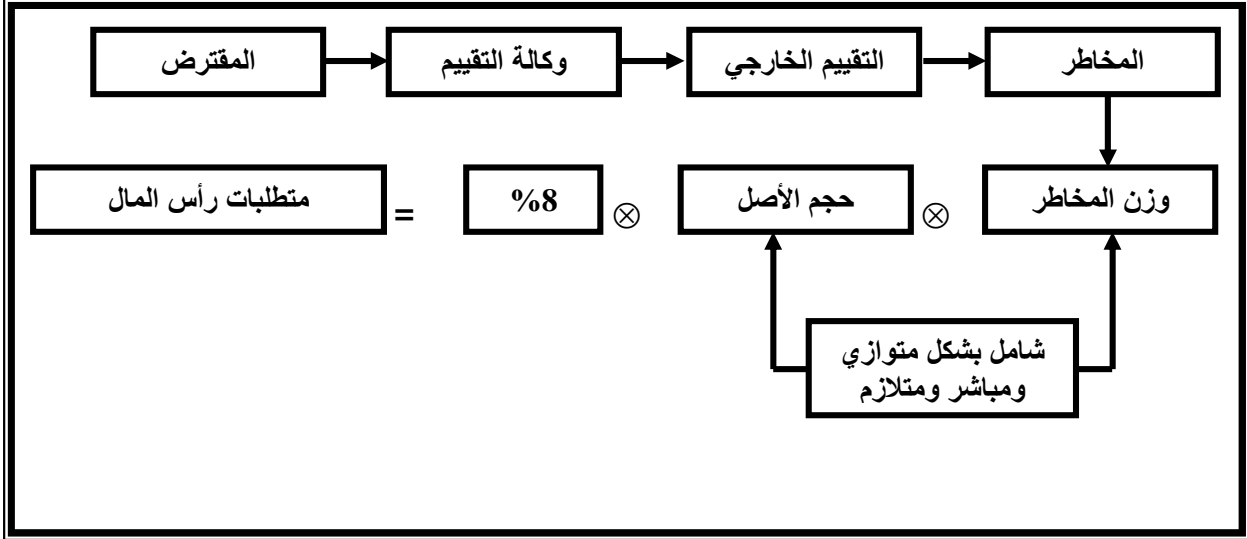 المقترض
وكالة التقييم
التقييم الخارجي
المخاطر
متطلبات رأس المال
=
%8
⊗
حجم الأصل
⊗
وزن المخاطر
شامل بشكل متوازي
ومباشر ومتلازم